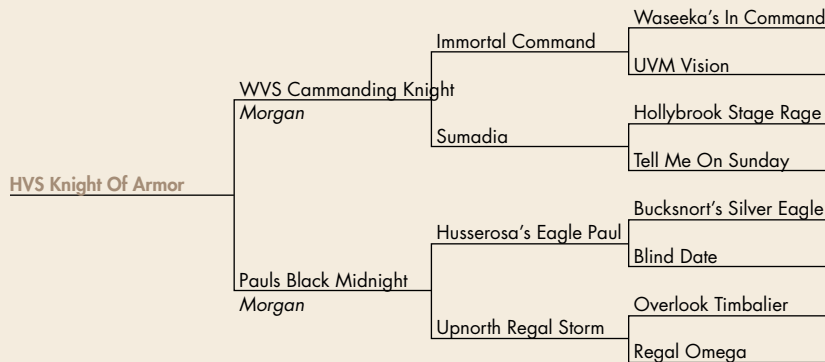 Waseeka's In Command
Immortal Command
UVM Vision
WVS Cammanding Knight
Morgan
Hollybrook Stage Rage
Sumadia
Tell Me On Sunday
HVS Knight Of Armor
Bucksnort's Silver Eagle
Husserosa's Eagle Paul
Blind Date
Pauls Black Midnight
Morgan
Overlook Timbalier
Upnorth Regal Storm
Regal Omega